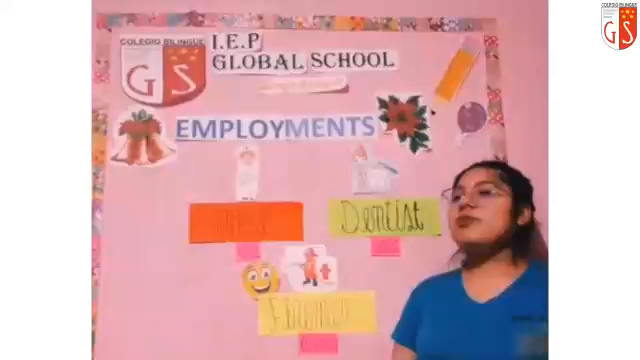 COLEGIO BILINGÜE
GS
I.E.P
GLOBAL SCHOOL
EMPLOYMENTS
Dentist
GS